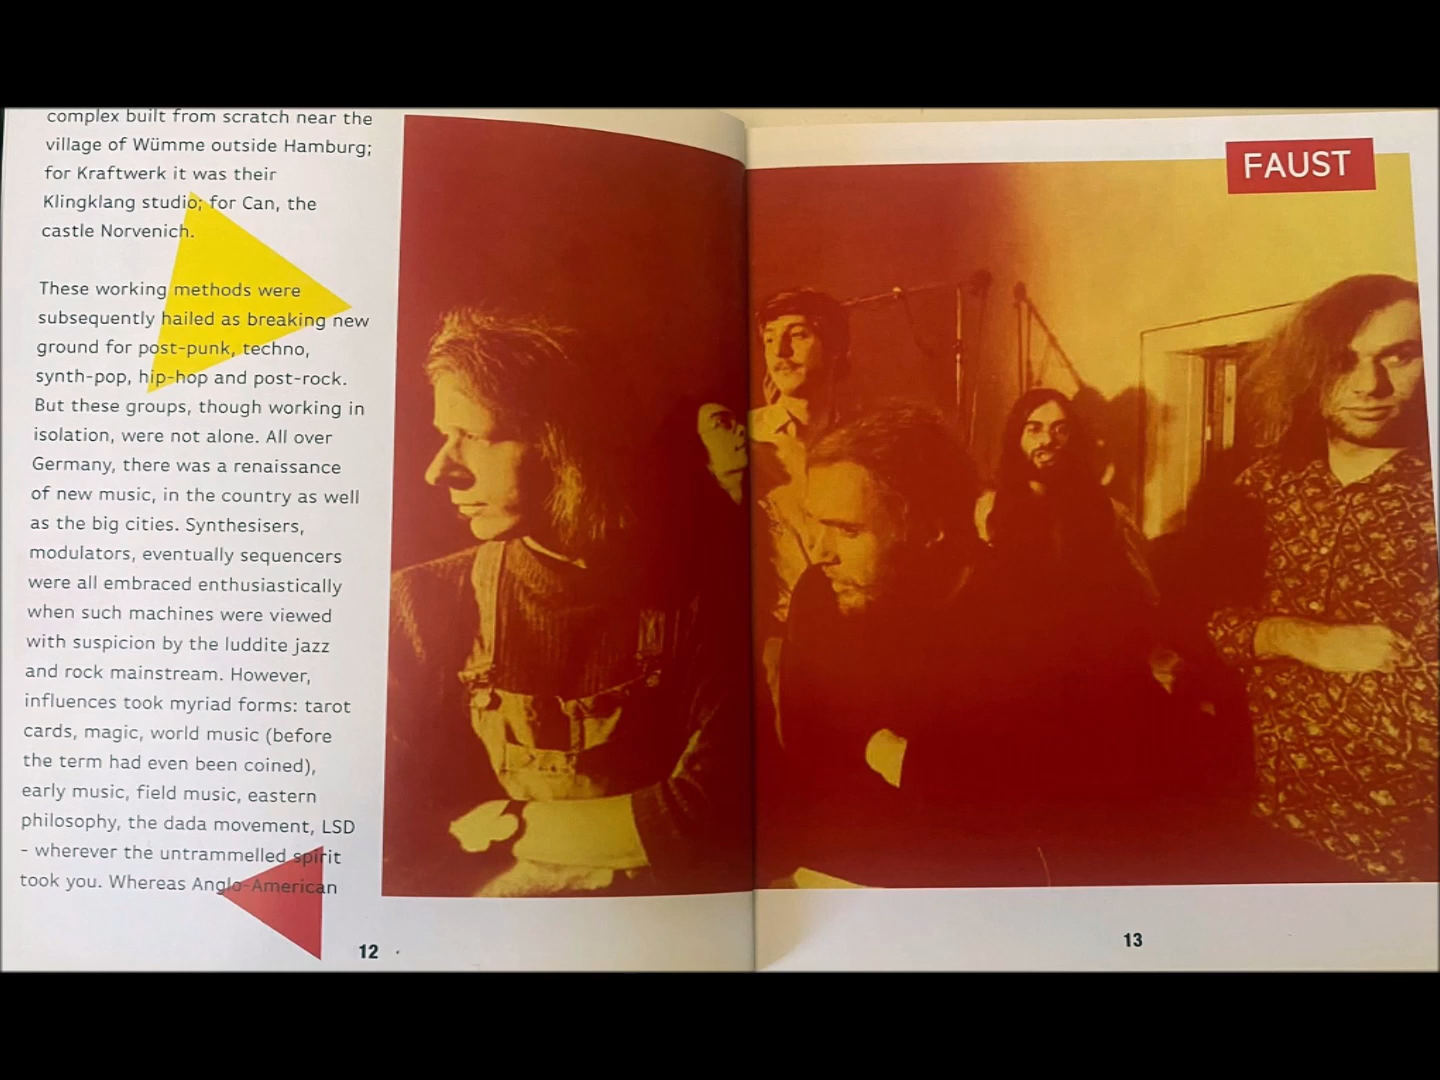 complex built from scratch near the
village of Wümme outside Hamburg;
for Kraftwerk it was their
Klingklang studio; for Can, the
castle Norvenich.
These working methods were
subsequently hailed as breaking new
ground for post-punk, techno,
synth-pop, hip-hop and post-rock.
But these groups, though working in
isolation, were not alone. All over
Germany, there was a renaissance
of new music, in the country as well
as the big cities. Synthesisers,
modulators, eventually sequencers
were all embraced enthusiastically
when such machines were viewed
with suspicion by the luddite jazz
and rock mainstream. However,
influences took myriad forms: tarot
cards, magic, world music (before
the term had even been coined),
early music, field music, eastern
philosophy, the dada movement, LSD
- wherever the untrammelled spirit
took you. Whereas Anglo-American
12
FAUST
13